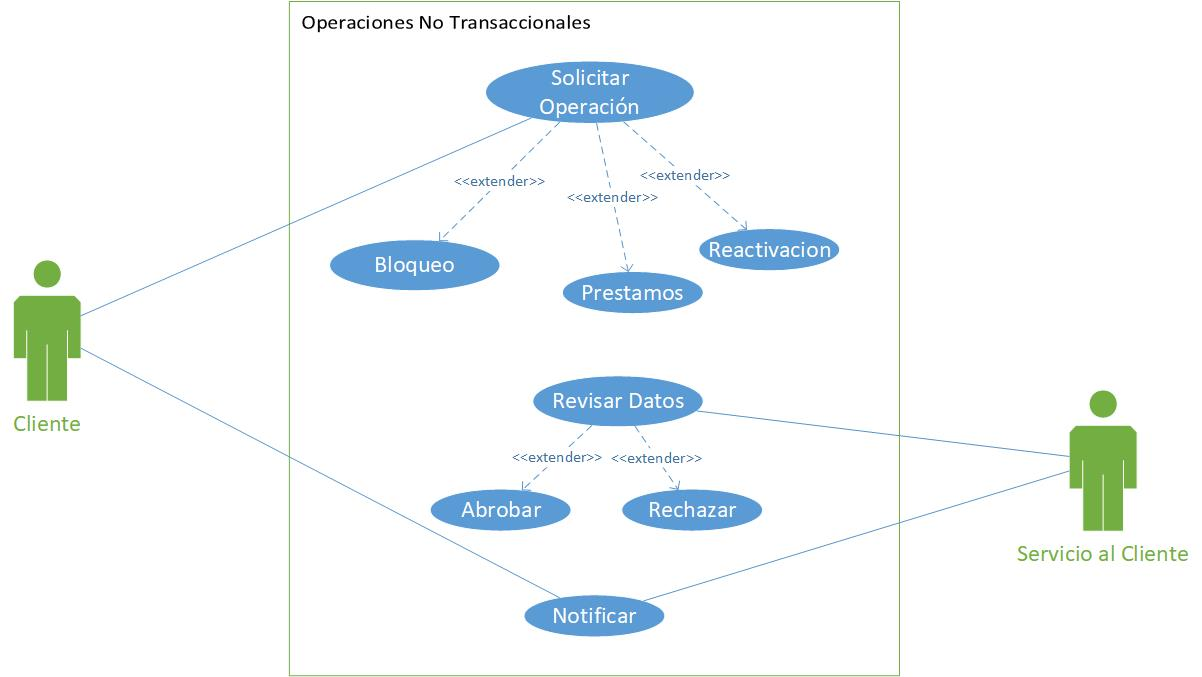 Operaciones No Transaccionales
Solicitar
Operación
<<extender>>
<<extender>>
<<extender>>
Bloqueo
Prestamos
Reactivacion
Cliente
Revisar Datos
<<extender>>
<<extender>>
Abrobar
Rechazar
Servicio al Cliente
Notificar